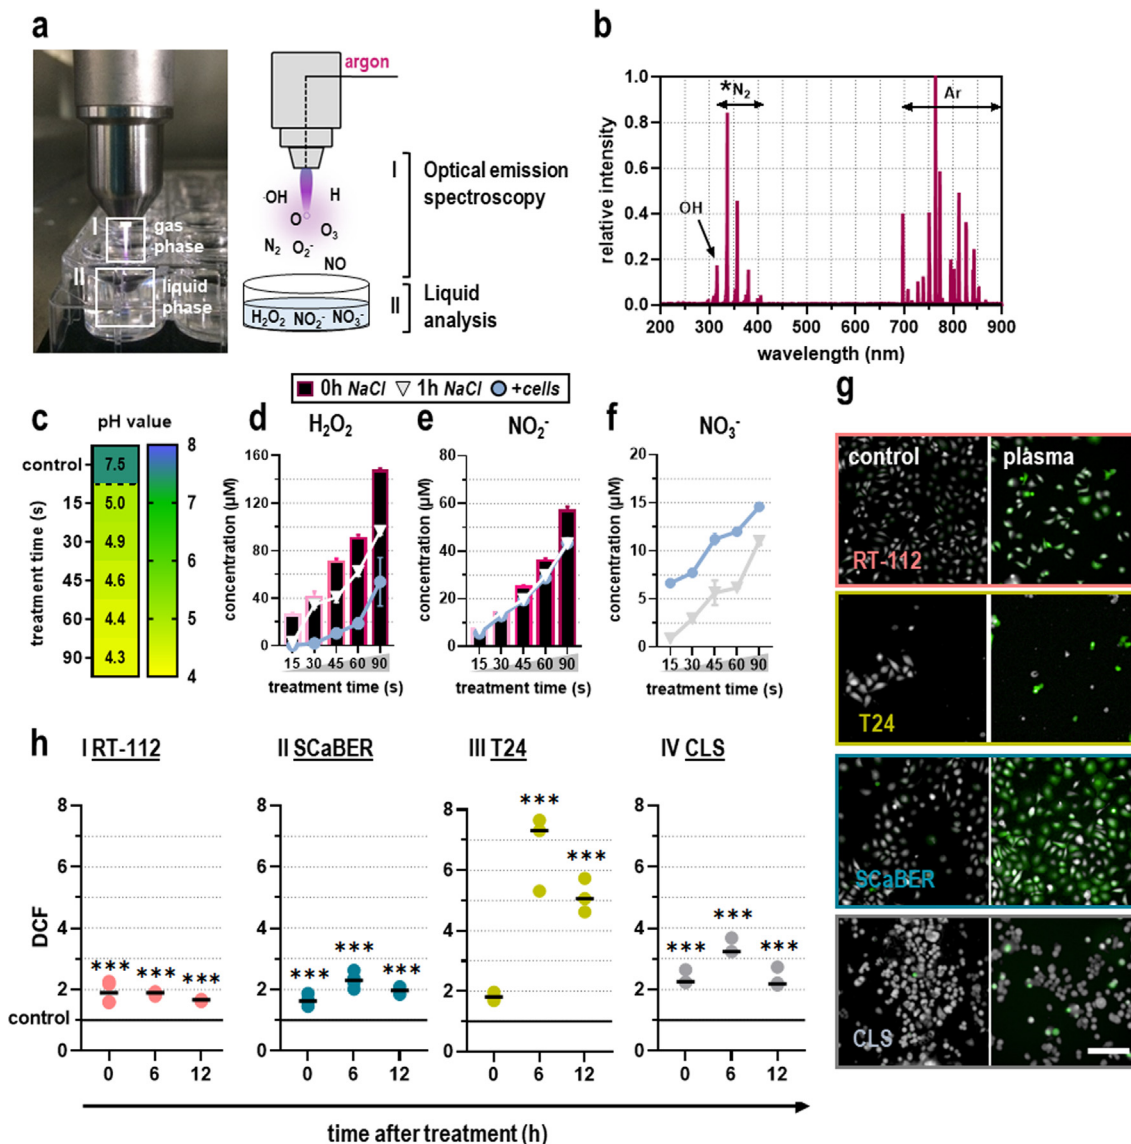 a
argon
I
gas
phase
II
liquid
phase
·OH
H
O
O3
N2
O2-
NO
H2O2
NO2-
NO3-
I
Optical emission
spectroscopy
II
Liquid
analysis
b
relative intensity
1.0
0.8
0.6
0.4
0.2
0.0
*N2
Ar
OH
200 300 400 500 600 700 800 900
wavelength (nm)
0h NaCl 1h NaCl +cells
c
pH value
treatment time (s)
control
15
30
45
60
90
7.5
5.0
4.9
4.6
4.4
4.3
8
7
6
5
4
d
H2O2
concentration (µM)
160
120
80
40
0
15 30 45 60 90
treatment time (s)
e
NO2-
concentration (µM)
80
60
40
20
0
15 30 45 60 90
treatment time (s)
f
NO3-
concentration (µM)
20
15
10
5
0
15 30 45 60 90
treatment time (s)
g
control plasma
RT-112
T24
SCaBER
CLS
h
I RT-112
II SCaBER
III T24
IV CLS
DCF
8
6
4
2
control
0
*** *** ***
0 6 12
8
6
4
2
0
*** *** ***
0 6 12
8
6
4
2
0
*** ***
0 6 12
8
6
4
2
0
*** *** ***
0 6 12
time after treatment (h)